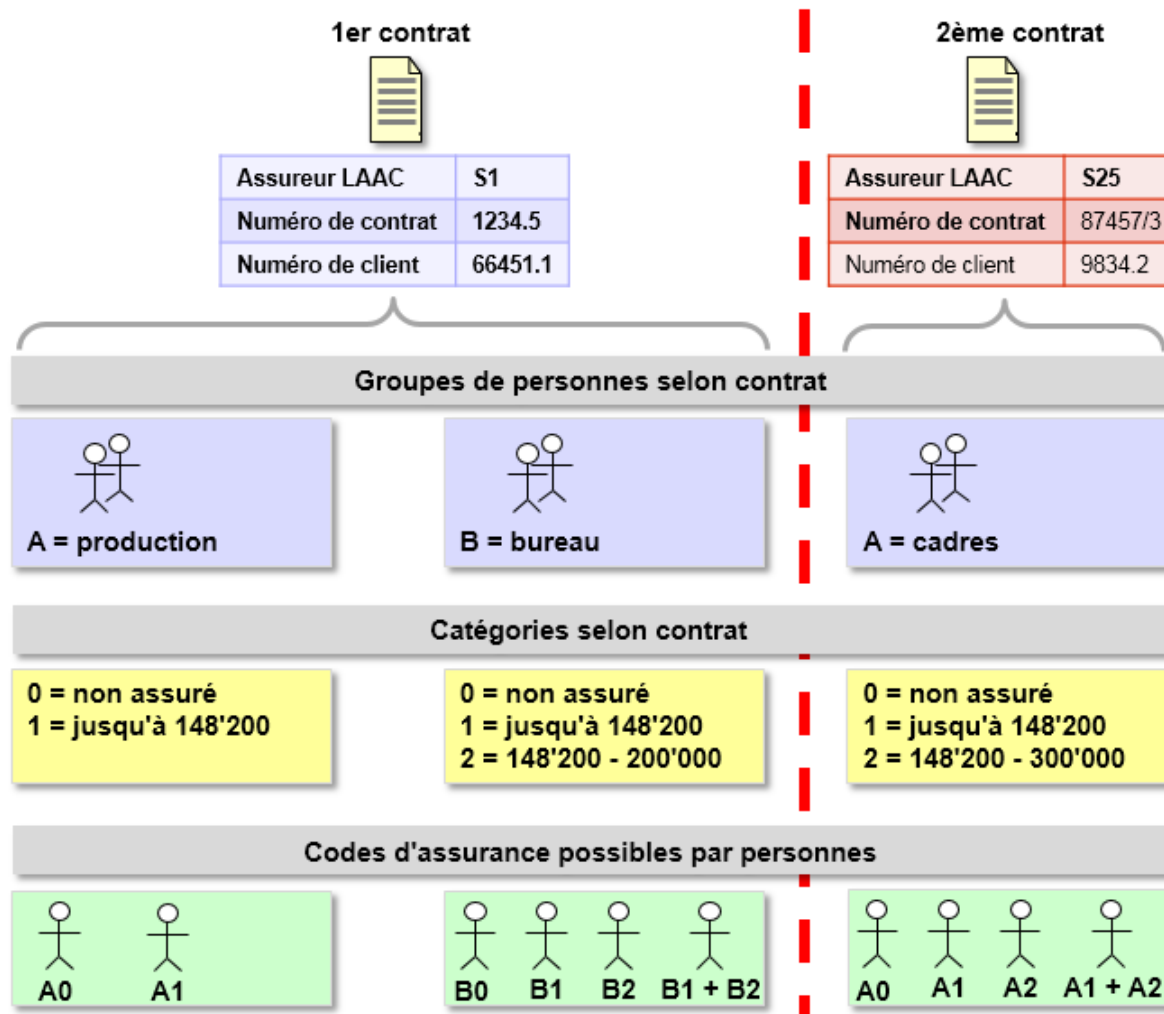 1er contrat
2ème contrat
Assureur LAAC S1
Numéro de contrat 1234.5
Numéro de client 66451.1
Assureur LAAC S25
Numéro de contrat 87457/3
Numéro de client 9834.2
Groupes de personnes selon contrat
A = production
B = bureau
A = cadres
Catégories selon contrat
0 = non assuré
1 = jusqu'à 148'200
0 = non assuré
1 = jusqu'à 148'200
2 = 148'200 - 200'000
0 = non assuré
1 = jusqu'à 148'200
2 = 148'200 - 300'000
Codes d'assurance possibles par personnes
A0 A1
B0 B1 B2 B1 + B2
A0 A1 A2 A1 + A2